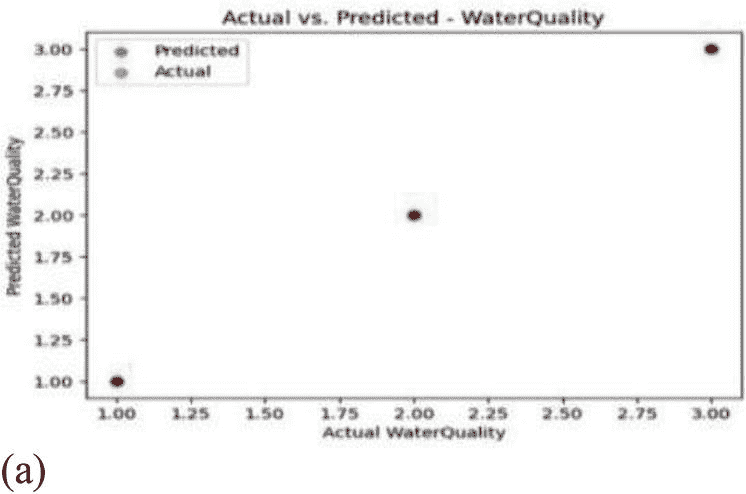 Actual vs. Predicted - WaterQuality
Predicted
Actual
Predicted WaterQuality
3.00
2.75
2.50
2.25
2.00
1.75
1.50
1.25
1.00
1.00 1.25 1.50 1.75 2.00 2.25 2.50 2.75 3.00
Actual WaterQuality
(a)